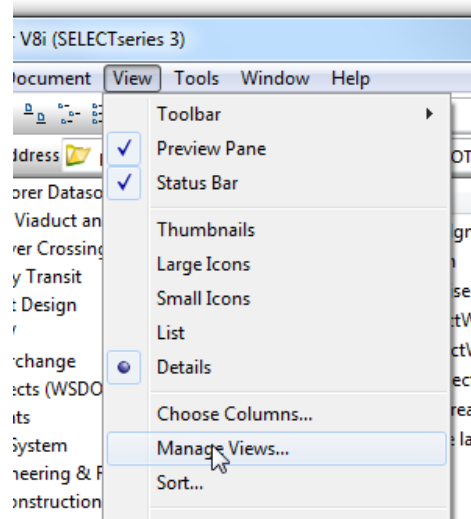 V8i (SELECTseries 3)
Document View Tools Window Help
Address
Toolbar
Preview Pane
Status Bar
Thumbnails
Large Icons
Small Icons
List
Details
Choose Columns...
Manage Views...
Sort...
orer Dataso
Viaduct an
ver Crossing
y Transit
t Design
rchange
ects (WSDO
nts
System
neering & R
onstruction